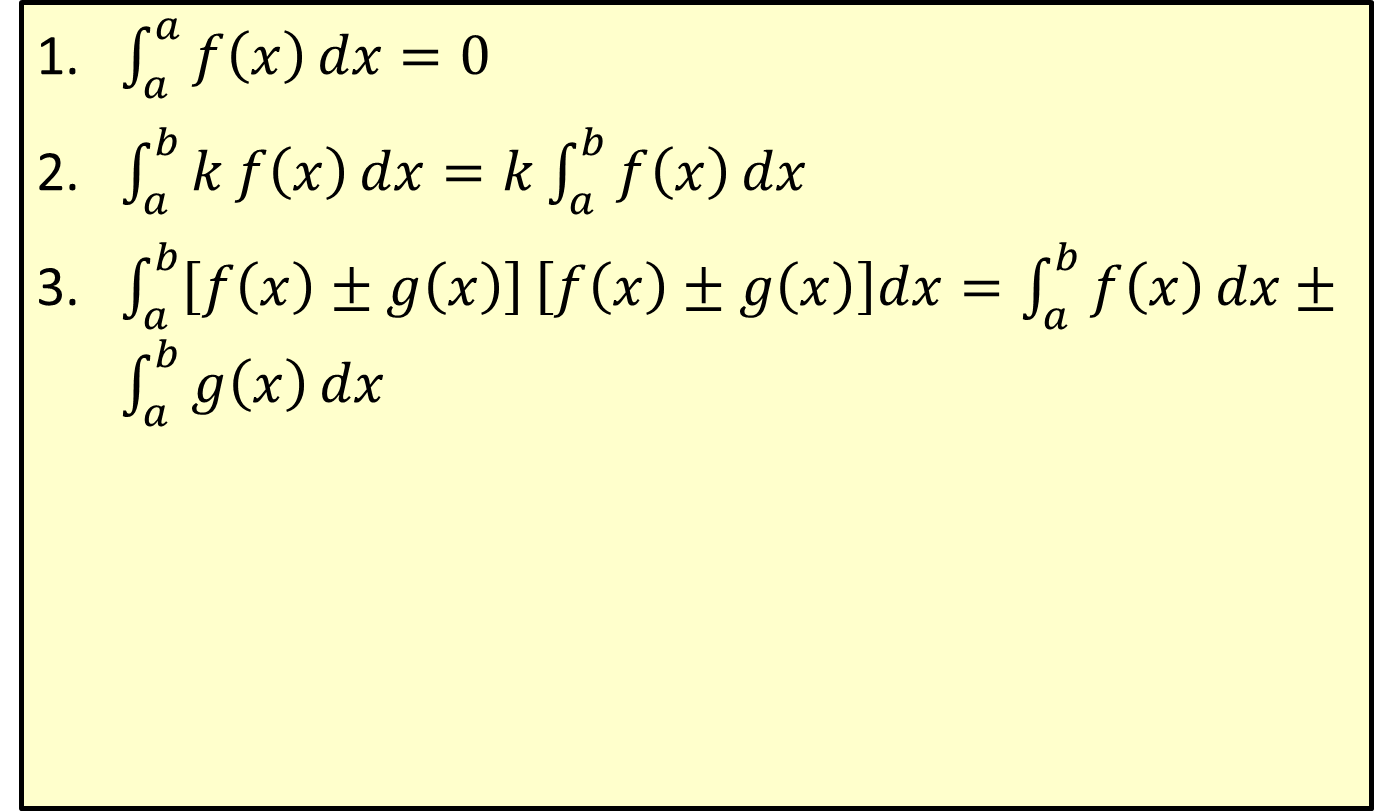 1. ∫ₐᵃ f(x) dx = 0
2. ∫ₐᵇ k f(x) dx = k ∫ₐᵇ f(x) dx
3. ∫ₐᵇ [f(x) ± g(x)] [f(x) ± g(x)]dx = ∫ₐᵇ f(x) dx ±
∫ₐᵇ g(x) dx